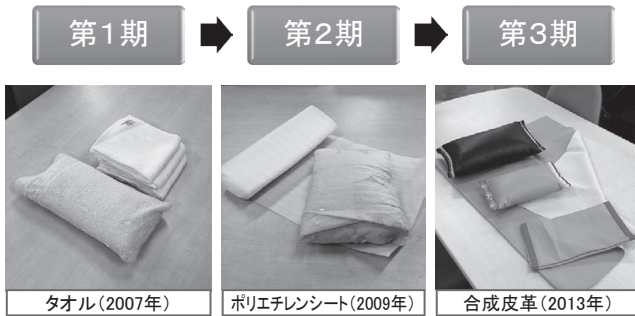 第1期
第2期
第3期
タオル(2007年)
ポリエチレンシート(2009年)
合成皮革(2013年)